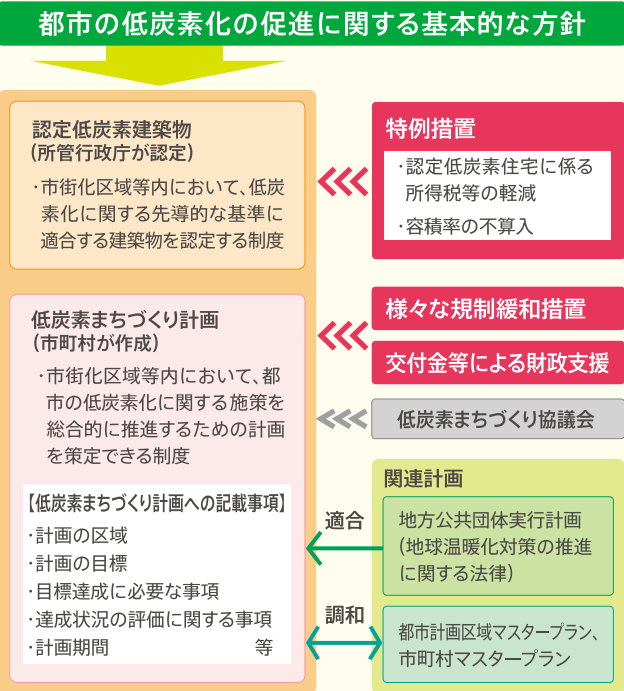 都市の低炭素化の促進に関する基本的な方針
認定低炭素建築物
(所管行政庁が認定)
・市街化区域等内において、低炭
素化に関する先導的な基準に
適合する建築物を認定する制度
特例措置
・認定低炭素住宅に係る
所得税等の軽減
・容積率の不算入
低炭素まちづくり計画
(市町村が作成)
・市街化区域等内において、都
市の低炭素化に関する施策を
総合的に推進するための計画
を策定できる制度
【低炭素まちづくり計画への記載事項】
・計画の区域
・計画の目標
・目標達成に必要な事項
・達成状況の評価に関する事項
・計画期間 等
様々な規制緩和措置
交付金等による財政支援
低炭素まちづくり協議会
関連計画
適合
地方公共団体実行計画
(地球温暖化対策の推進
に関する法律)
調和
都市計画区域マスタープラン、
市町村マスタープラン